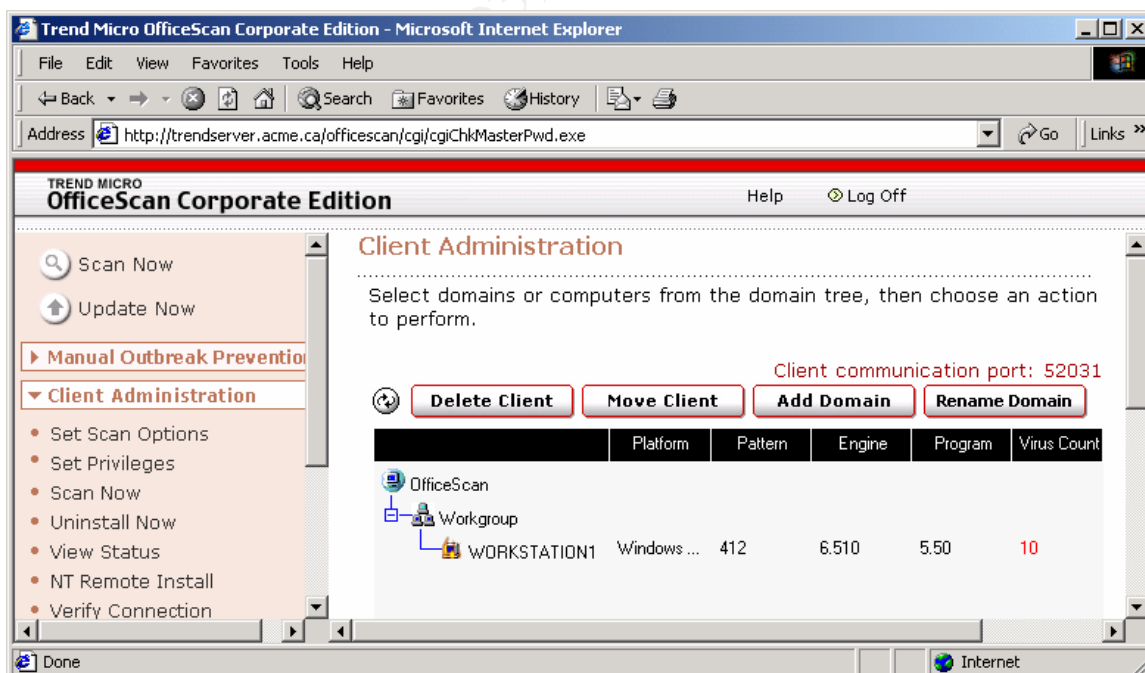 Trend Micro OfficeScan Corporate Edition - Microsoft Internet Explorer
File Edit View Favorites Tools Help
Back Search Favorites History
Address http://trendserver.acme.ca/officescan/cgi/cgiChkMasterPwd.exe Go Links »
TREND MICRO
OfficeScan Corporate Edition
Help Log Off
Scan Now
Update Now
Manual Outbreak Preventio
Client Administration
Set Scan Options
Set Privileges
Scan Now
Uninstall Now
View Status
NT Remote Install
Verify Connection
Client Administration
Select domains or computers from the domain tree, then choose an action
to perform.
Client communication port: 52031
Delete Client Move Client Add Domain Rename Domain
Platform Pattern Engine Program Virus Count
OfficeScan
Workgroup
WORKSTATION1 Windows ... 412 6.510 5.50 10
Done Internet